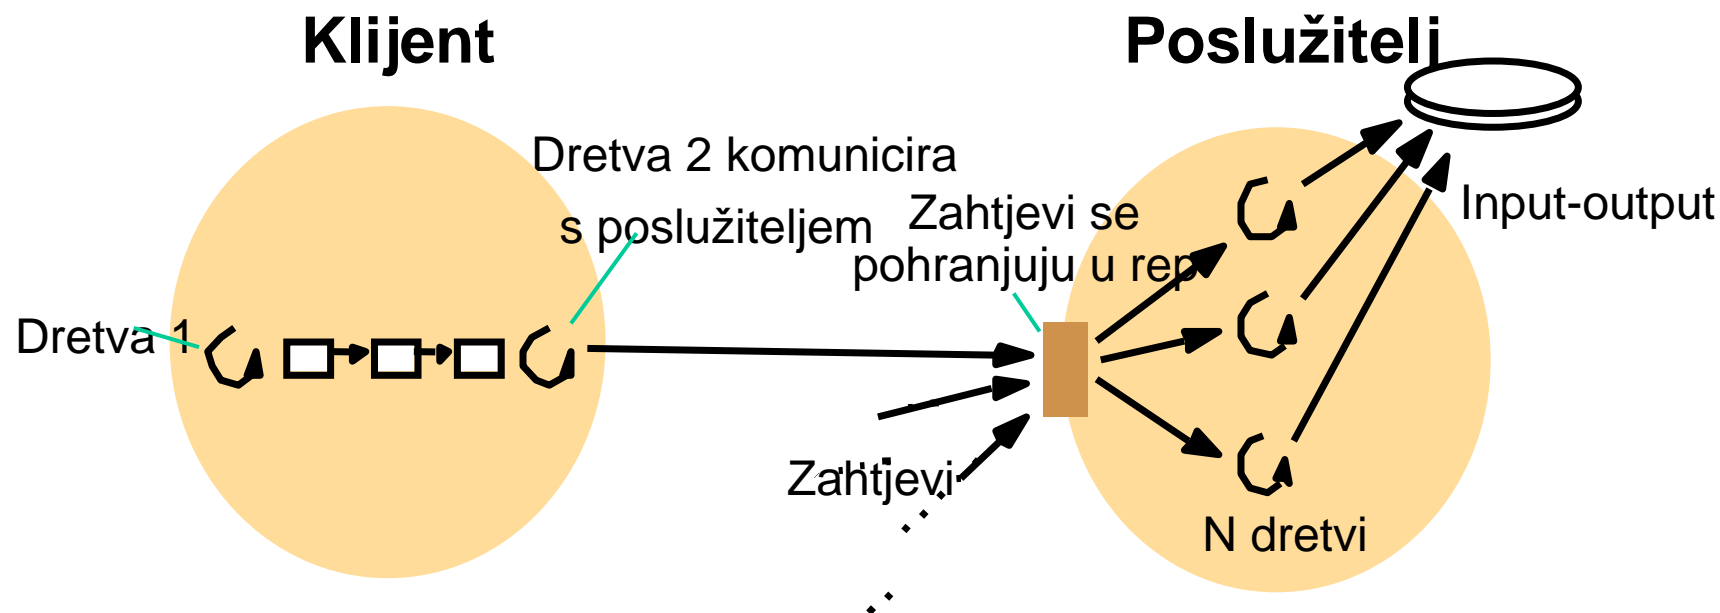 Klijent
Poslužitelj
Dretva 2 komunicira
s poslužiteljem
Zahtjevi se
pohranjuju u rep
Input-output
Dretva 1
Zahtjevi
N dretvi